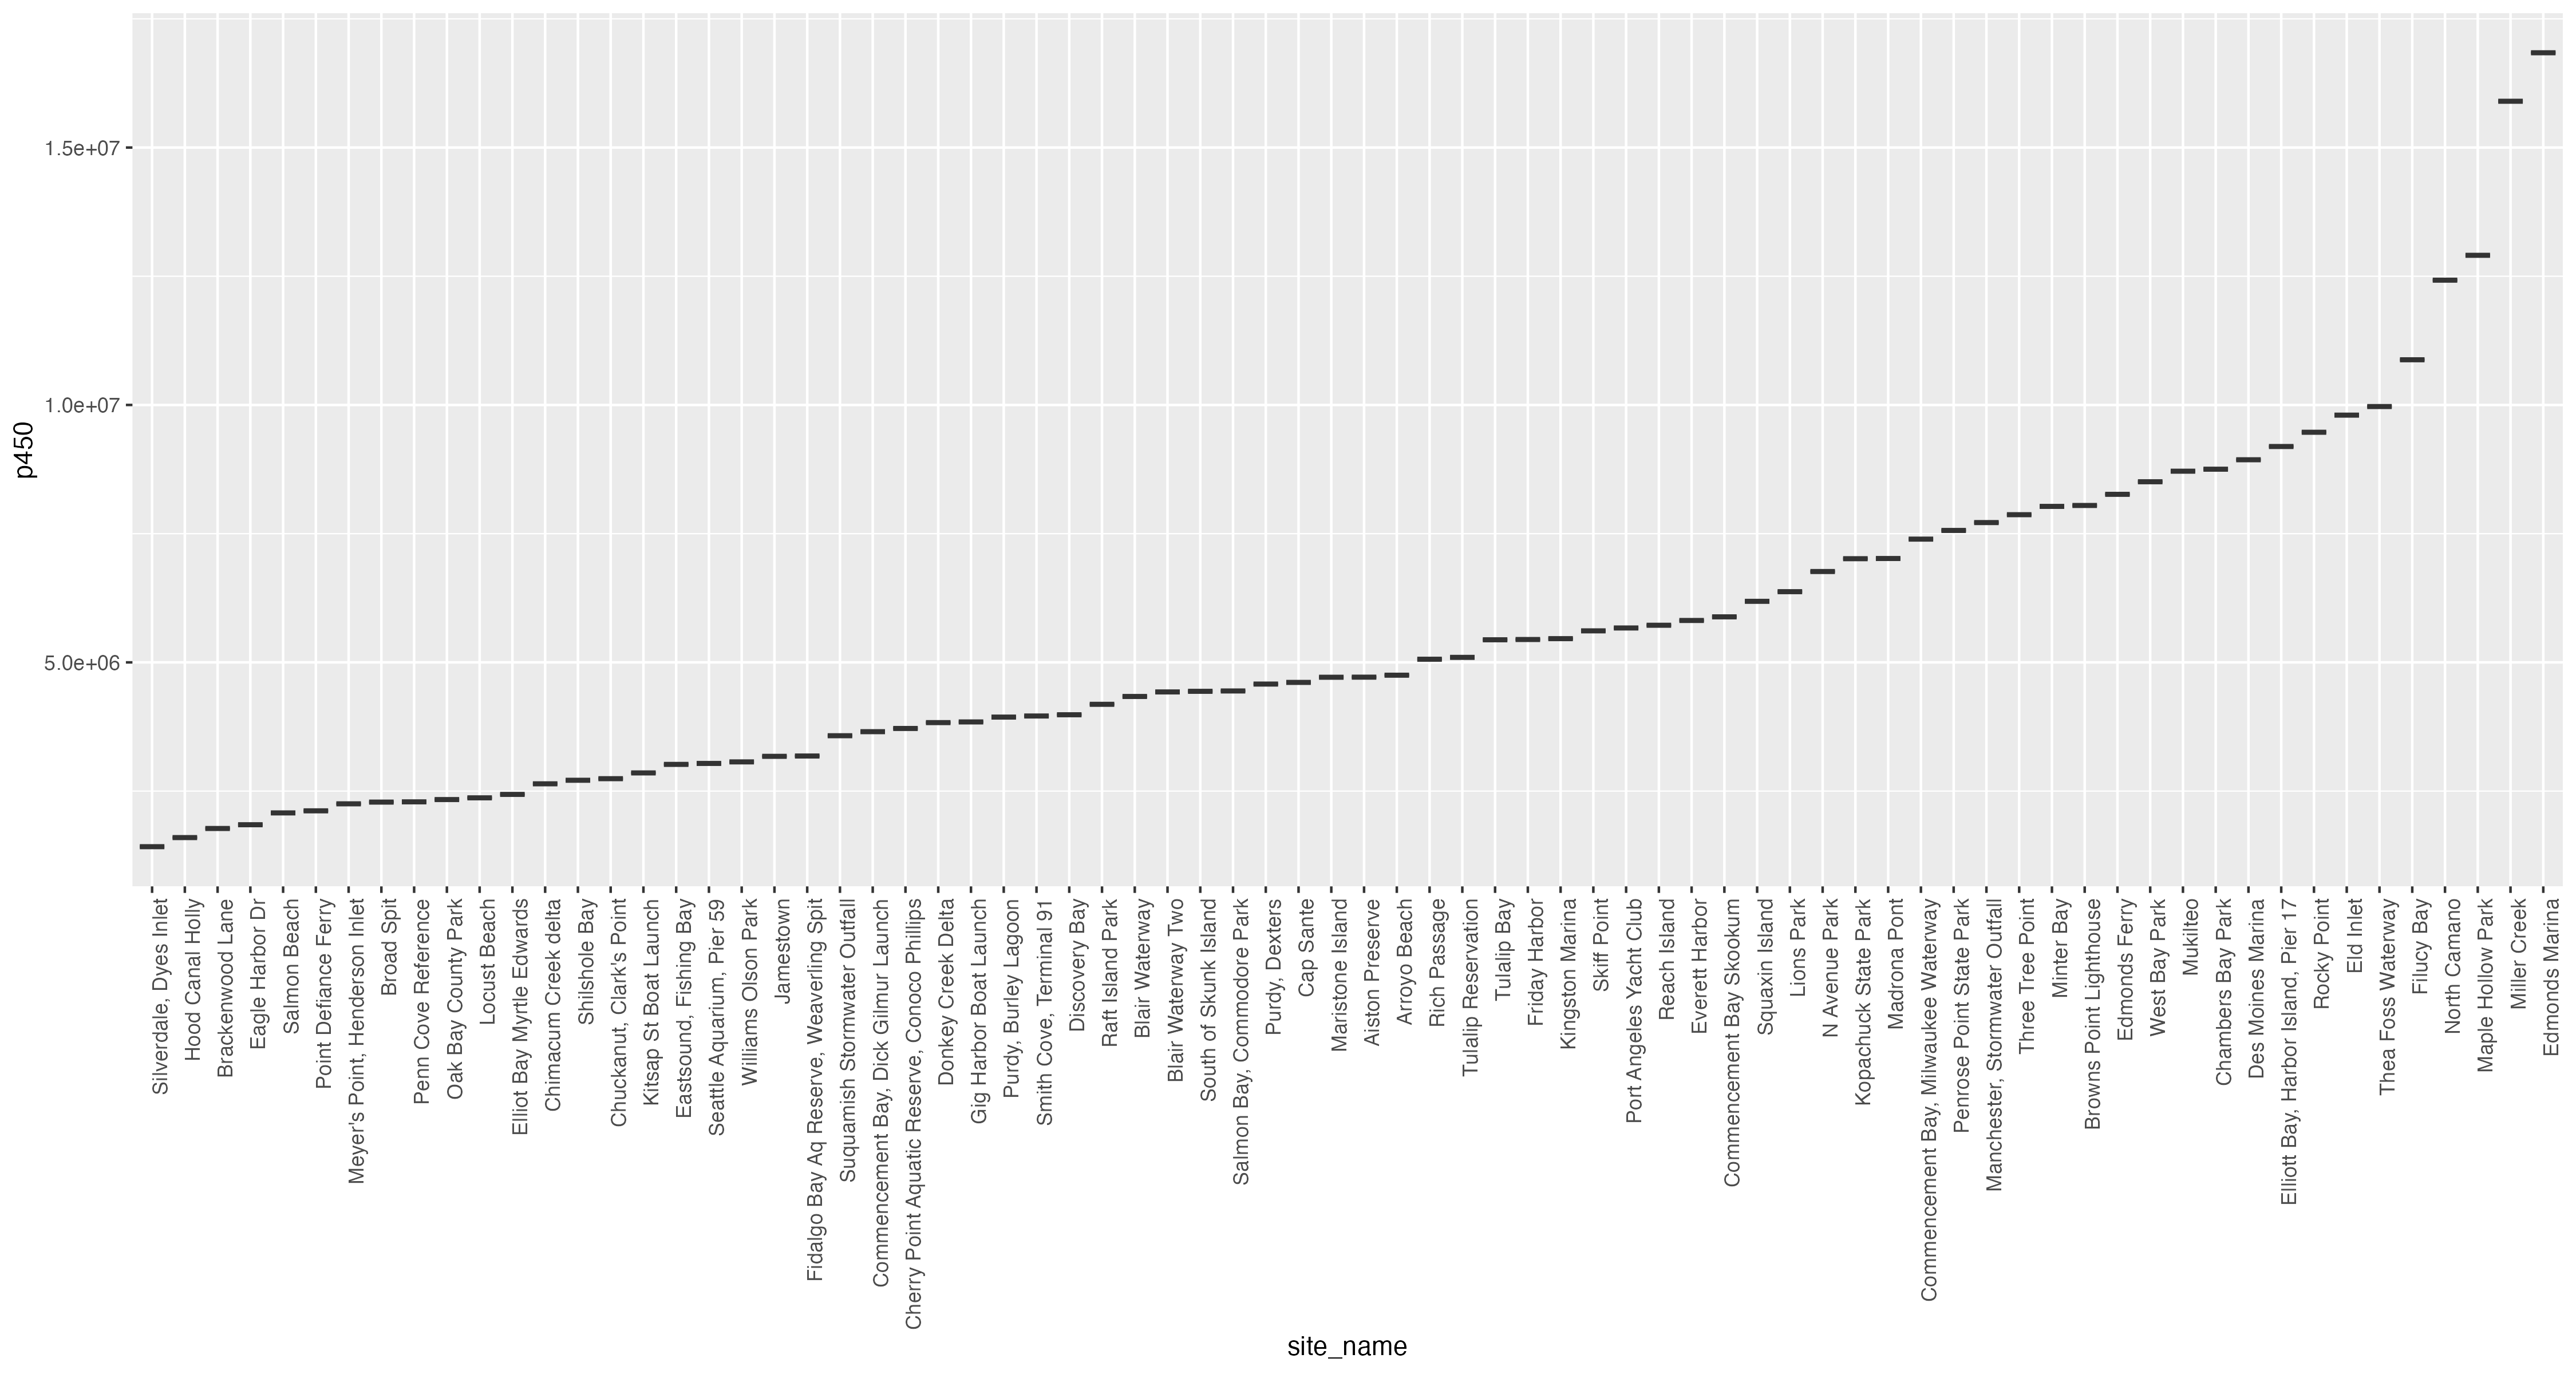 p450
1.5e+07
1.0e+07
5.0e+06
Silverdale, Dyes Inlet
Hood Canal Holly
Brackenwood Lane
Eagle Harbor Dr
Salmon Beach
Point Defiance Ferry
Meyer's Point, Henderson Inlet
Broad Spit
Penn Cove Reference
Oak Bay County Park
Locust Beach
Elliot Bay Myrtle Edwards
Chimacum Creek delta
Shilshole Bay
Chuckanut, Clark's Point
Kitsap St Boat Launch
Eastsound, Fishing Bay
Seattle Aquarium, Pier 59
Williams Olson Park
Jamestown
Fidalgo Bay Aq Reserve, Weaverling Spit
Suquamish Stormwater Outfall
Commencement Bay, Dick Gilmur Launch
Cherry Point Aquatic Reserve, Conoco Phillips
Donkey Creek Delta
Gig Harbor Boat Launch
Purdy, Burley Lagoon
Smith Cove, Terminal 91
Discovery Bay
Raft Island Park
Blair Waterway
Blair Waterway Two
South of Skunk Island
Salmon Bay, Commodore Park
Purdy, Dexters
Cap Sante
Maristone Island
Aiston Preserve
Arroyo Beach
Rich Passage
Tulalip Reservation
Tulalip Bay
Friday Harbor
Kingston Marina
Skiff Point
Port Angeles Yacht Club
Reach Island
Everett Harbor
Commencement Bay Skookum
Squaxin Island
Lions Park
N Avenue Park
Kopachuck State Park
Madrona Pont
Commencement Bay, Milwaukee Waterway
Penrose Point State Park
Manchester, Stormwater Outfall
Three Tree Point
Minter Bay
Browns Point Lighthouse
Edmonds Ferry
West Bay Park
Mukilteo
Chambers Bay Park
Des Moines Marina
Elliott Bay, Harbor Island, Pier 17
Rocky Point
Eld Inlet
Thea Foss Waterway
Filucy Bay
North Camano
Maple Hollow Park
Miller Creek
Edmonds Marina
site_name